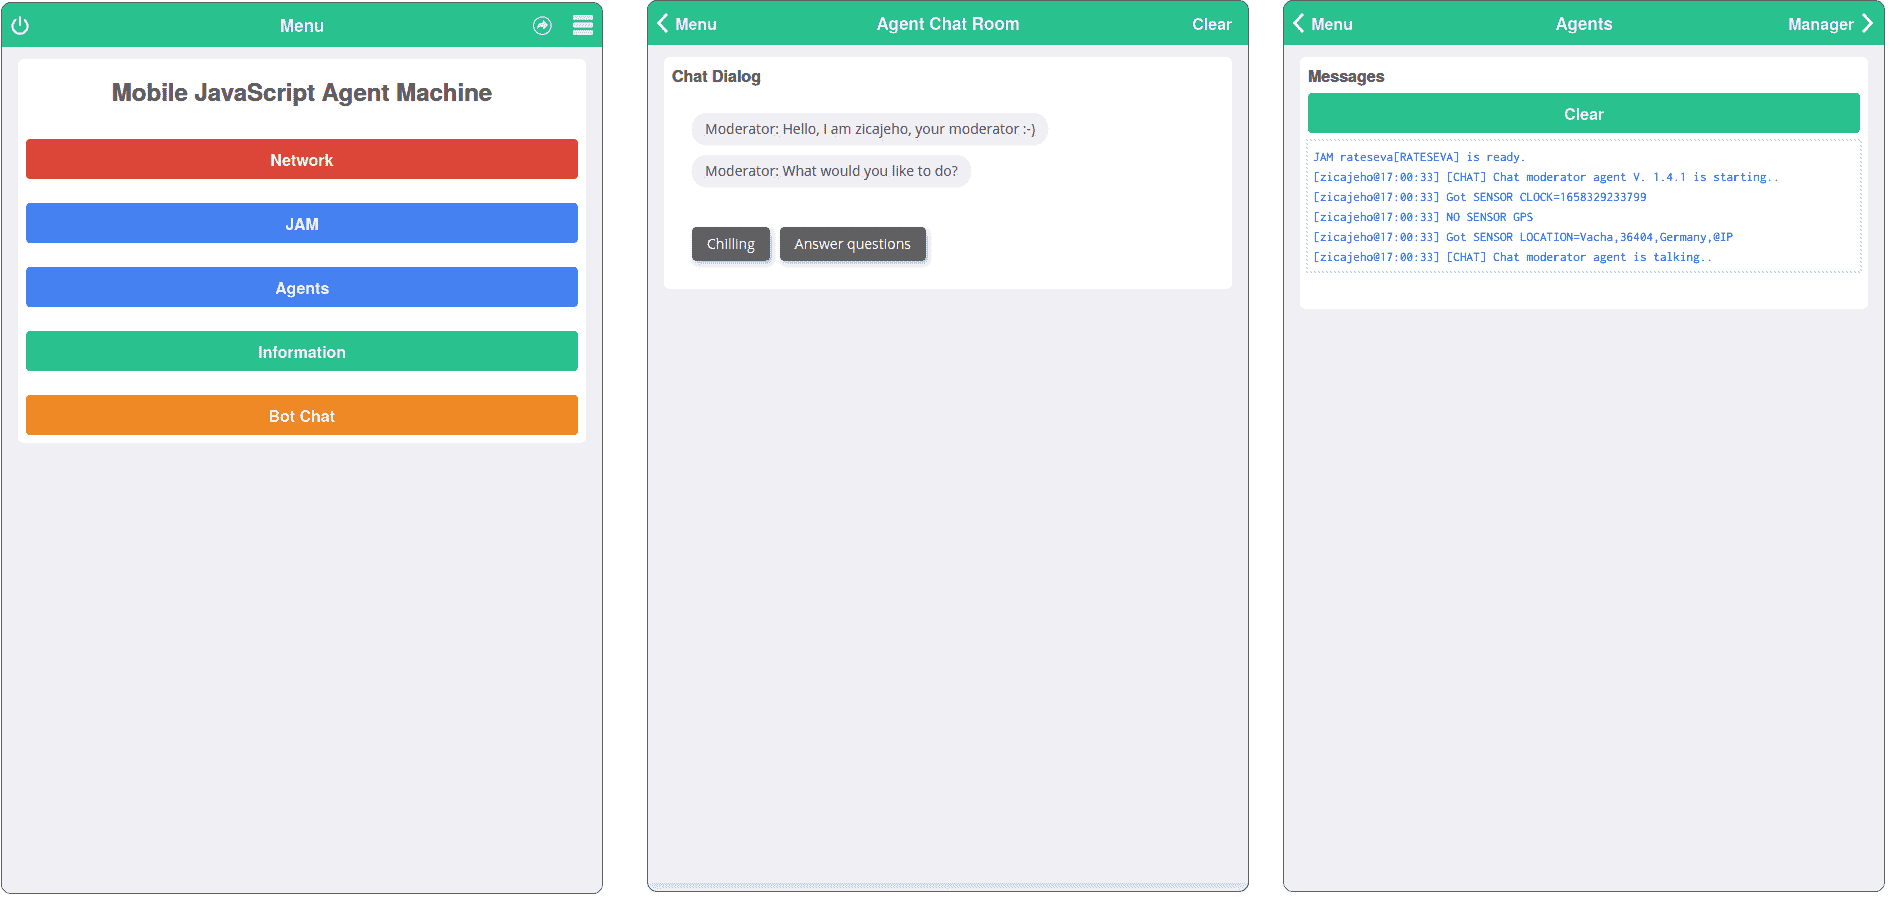 Menu
Mobile JavaScript Agent Machine
Network
JAM
Agents
Information
Bot Chat
Menu
Agent Chat Room
Clear
Chat Dialog
Moderator: Hello, I am zicajeho, your moderator :-)
Moderator: What would you like to do?
Chilling
Answer questions
Menu
Agents
Manager
Messages
Clear
JAM rateseva[RATESEVA] is ready.
[zicajeho@17:00:33] [CHAT] Chat moderator agent V. 1.4.1 is starting..
[zicajeho@17:00:33] Got SENSOR CLOCK=1658329233799
[zicajeho@17:00:33] NO SENSOR GPS
[zicajeho@17:00:33] Got SENSOR LOCATION=Vacha,36404,Germany,@IP
[zicajeho@17:00:33] [CHAT] Chat moderator agent is talking..